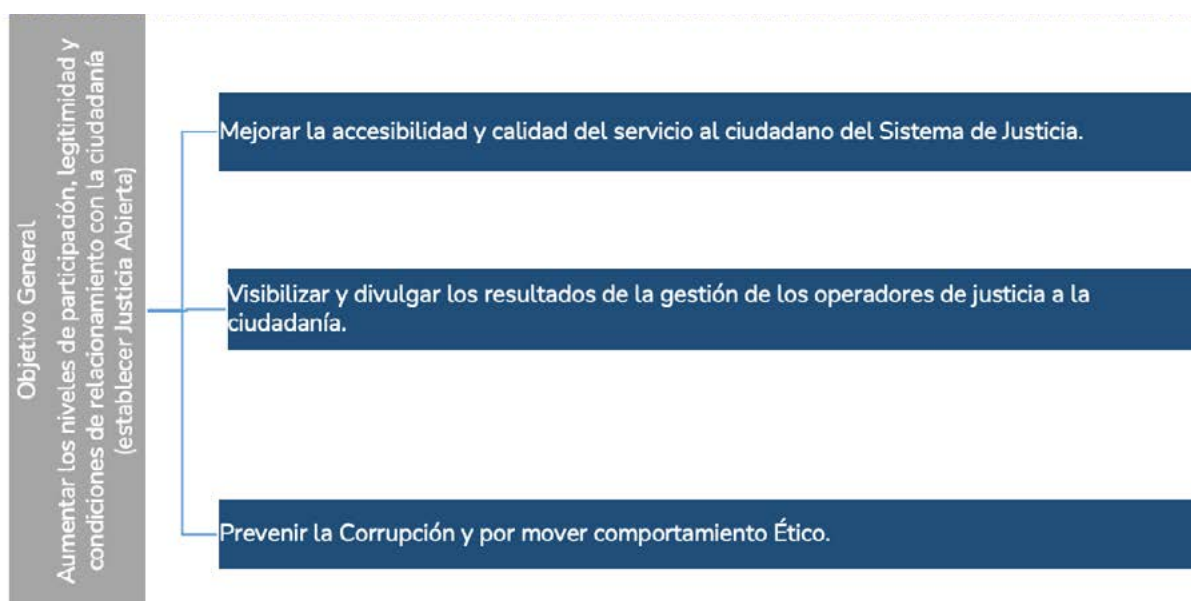 Objetivo General
Aumentar los niveles de participación, legitimidad y
condiciones de relacionamiento con la ciudadanía
(establecer Justicia Abierta)
Mejorar la accesibilidad y calidad del servicio al ciudadano del Sistema de Justicia.
Visibilizar y divulgar los resultados de la gestión de los operadores de justicia a la
ciudadanía.
Prevenir la Corrupción y por mover comportamiento Ético.